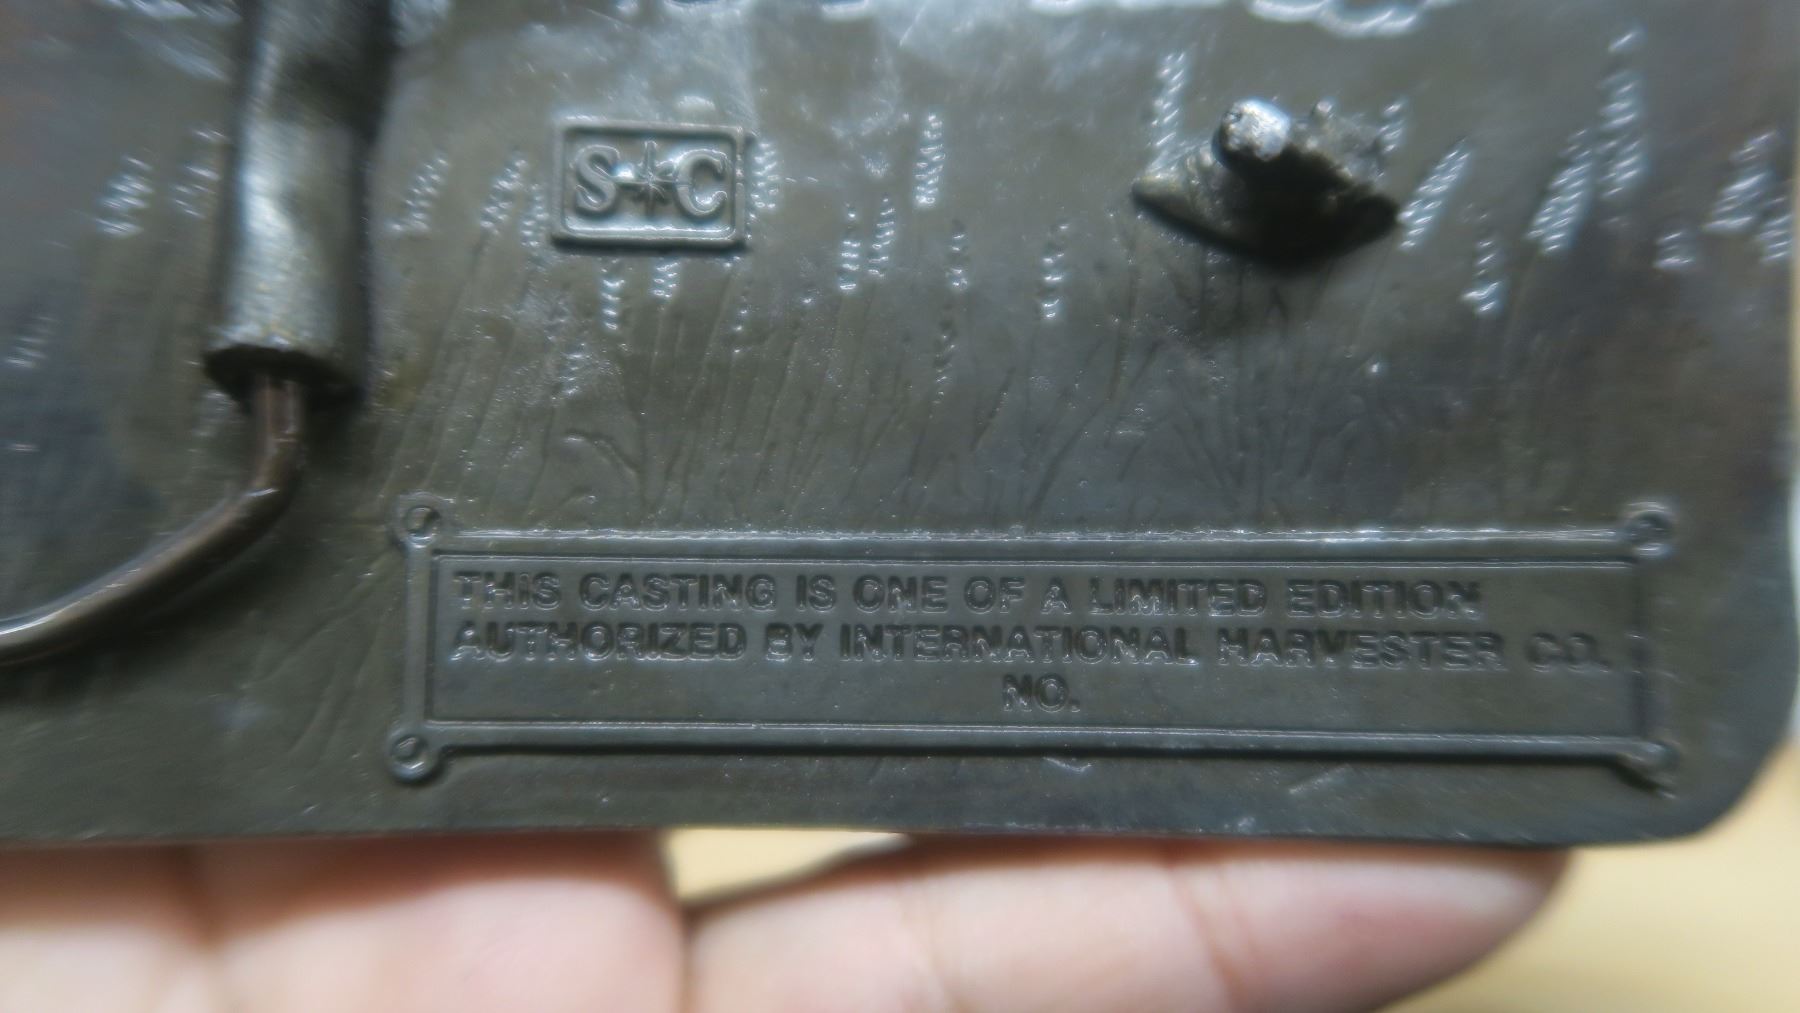 S C
THIS CASTING IS ONE OF A LIMITED EDITION
AUTHORIZED BY INTERNATIONAL HARVESTER CO.
NO.